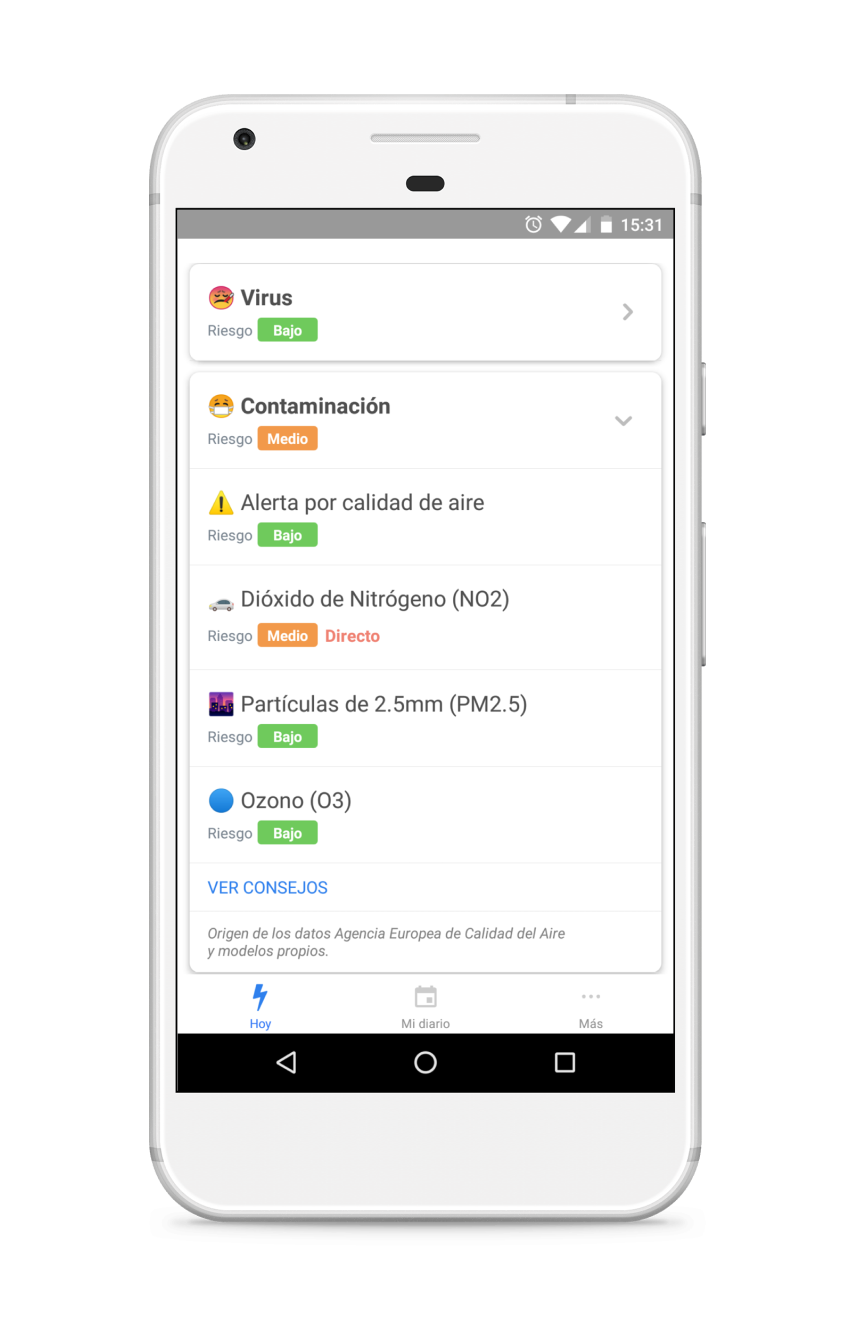 15:31
Virus
Riesgo Bajo
Contaminación
Riesgo Medio
Alerta por calidad de aire
Riesgo Bajo
Dióxido de Nitrógeno (NO2)
Riesgo Medio Directo
Partículas de 2.5mm (PM2.5)
Riesgo Bajo
Ozono (O3)
Riesgo Bajo
VER CONSEJOS
Origen de los datos Agencia Europea de Calidad del Aire
y modelos propios.
Hoy Mi diario Más